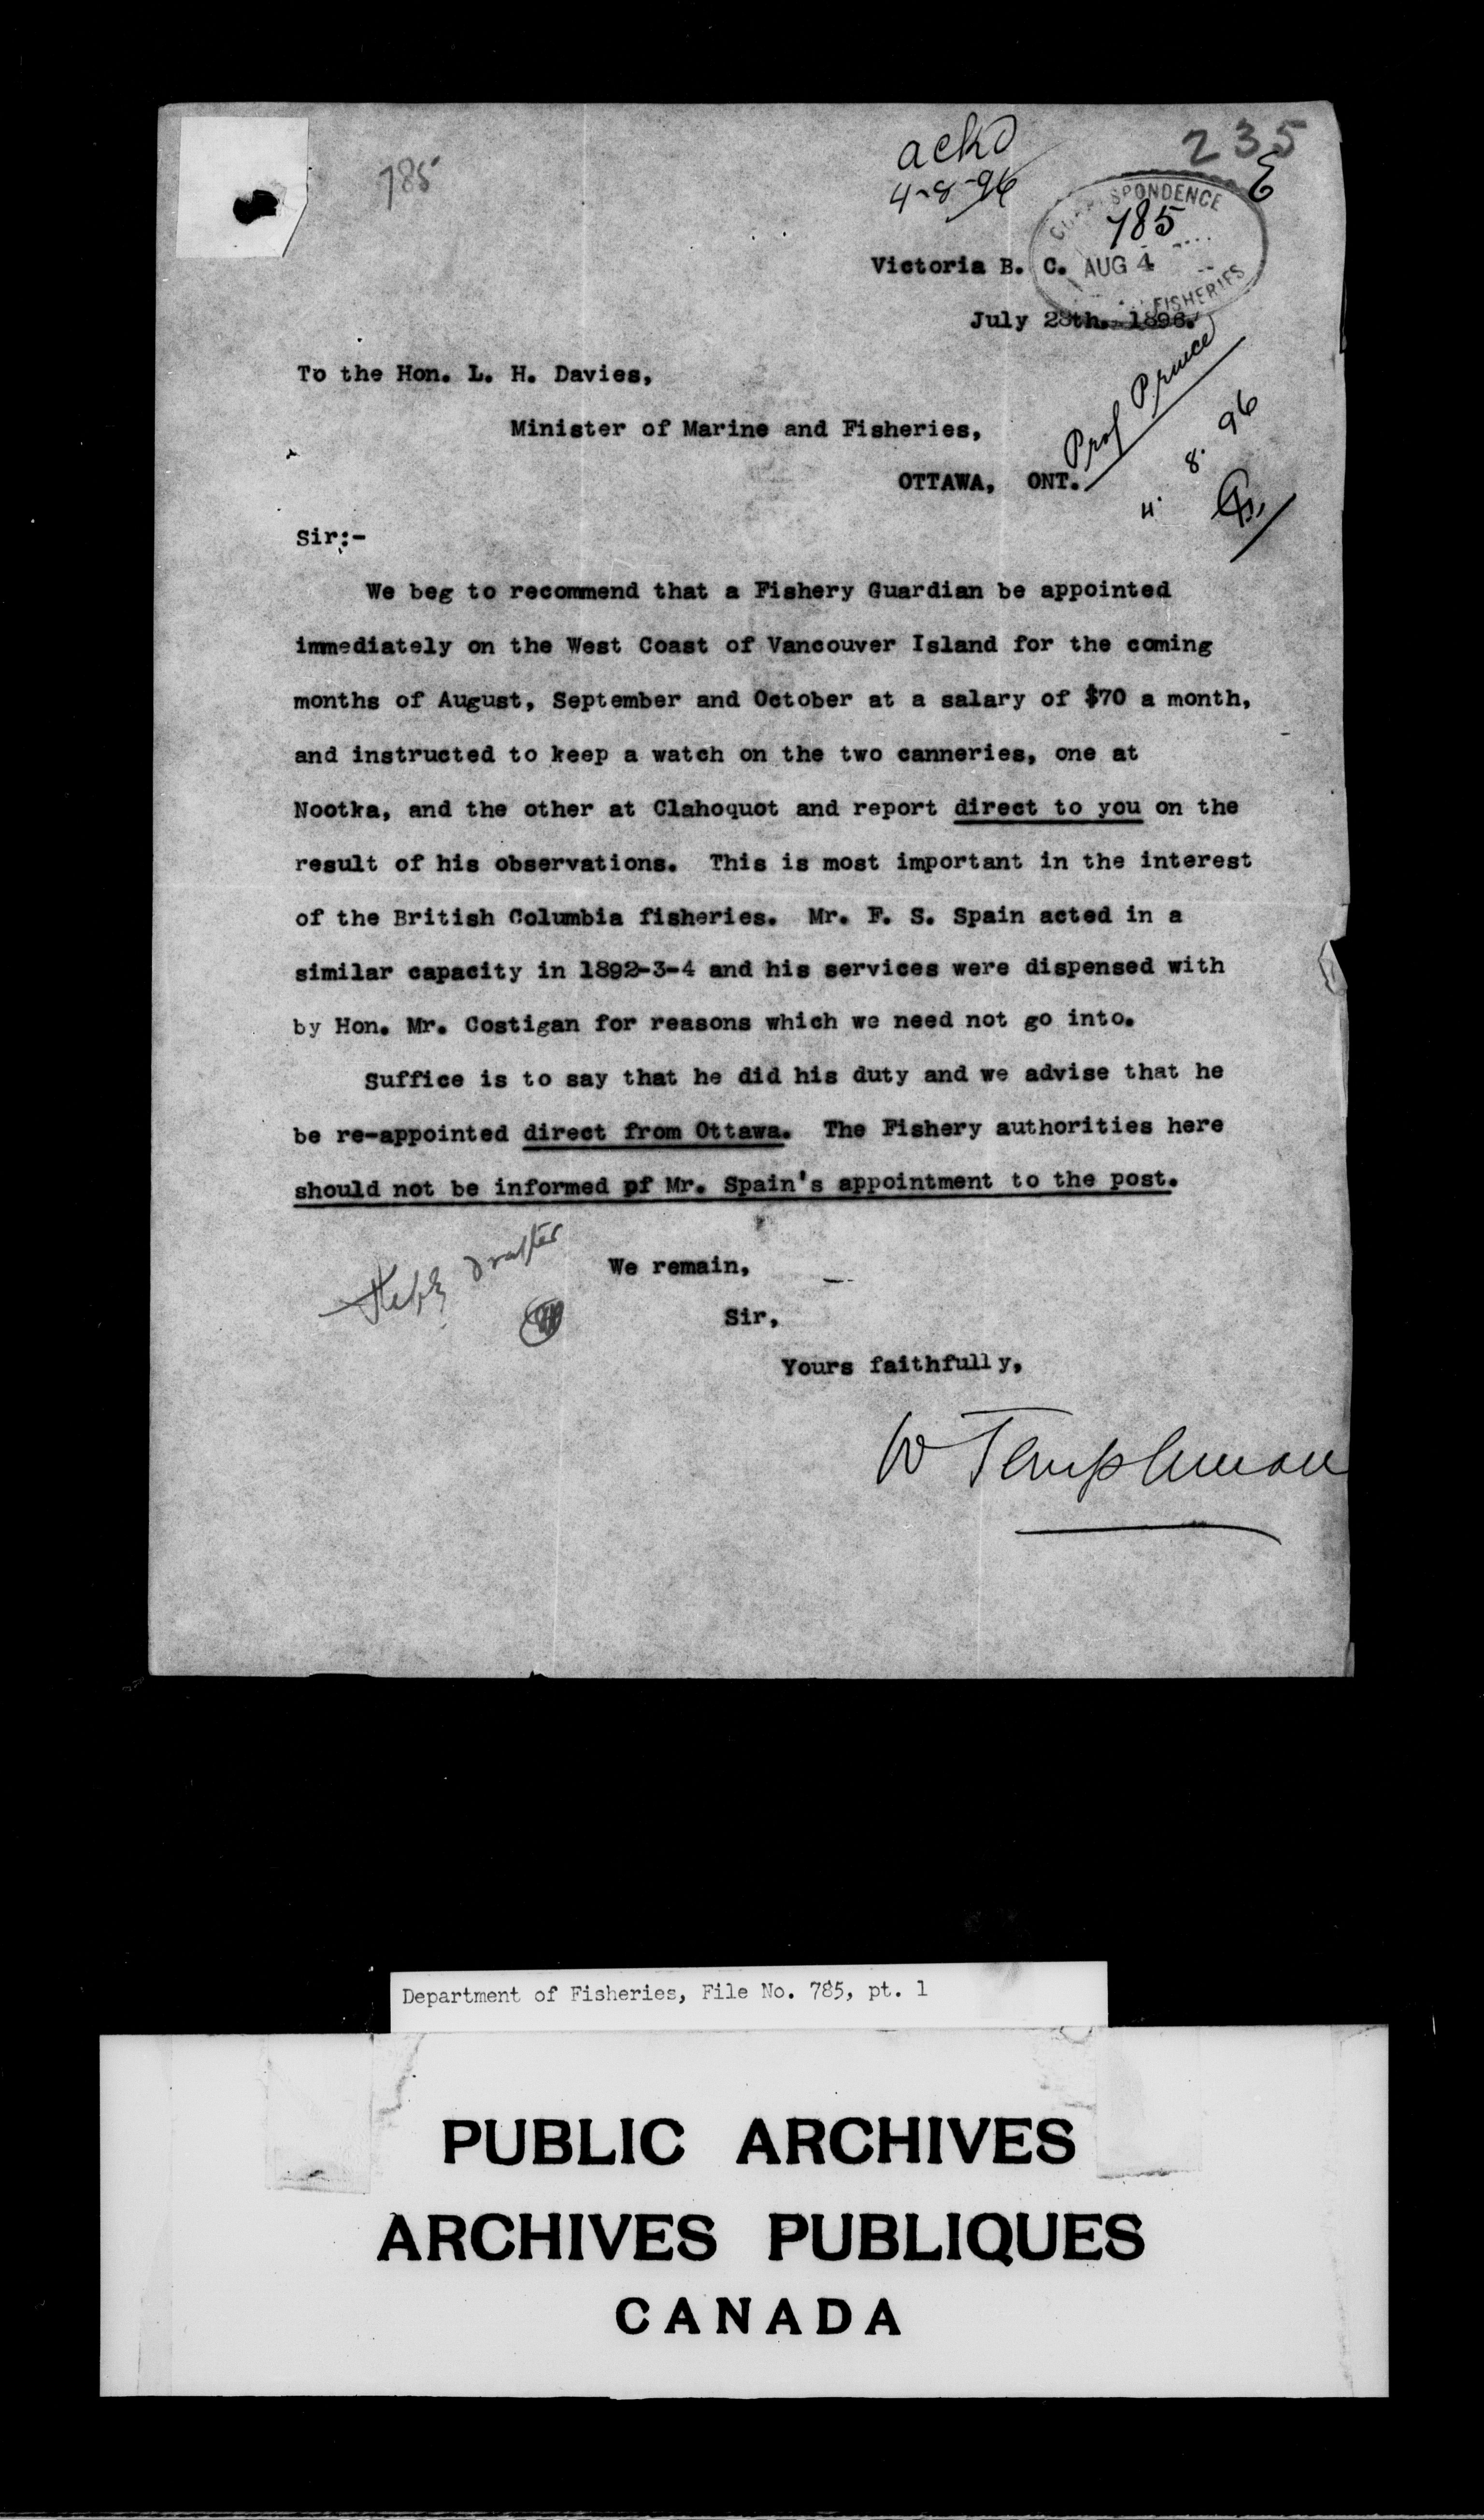 ackd
235
785
4-8-96
E
CORRESPONDENCE
785
Victoria B. C. AUG 4
FISHERIES
July 28th. 1896.
To the Hon. L. H. Davies,
Prof Prince
Minister of Marine and Fisheries,
4. 8. 96
OTTAWA, ONT.
Sir:-
We beg to recommend that a Fishery Guardian be appointed
immediately on the West Coast of Vancouver Island for the coming
months of August, September and October at a salary of $70 a month,
and instructed to keep a watch on the two canneries, one at
Nootka, and the other at Clahoquot and report direct to you on the
result of his observations. This is most important in the interest
of the British Columbia fisheries. Mr. F. S. Spain acted in a
similar capacity in 1892-3-4 and his services were dispensed with
by Hon. Mr. Costigan for reasons which we need not go into.
Suffice is to say that he did his duty and we advise that he
be re-appointed direct from Ottawa. The Fishery authorities here
should not be informed of Mr. Spain's appointment to the post.
We remain,
Sir,
Yours faithfully,
W Templeman
Department of Fisheries, File No. 785, pt. 1
PUBLIC ARCHIVES
ARCHIVES PUBLIQUES
CANADA